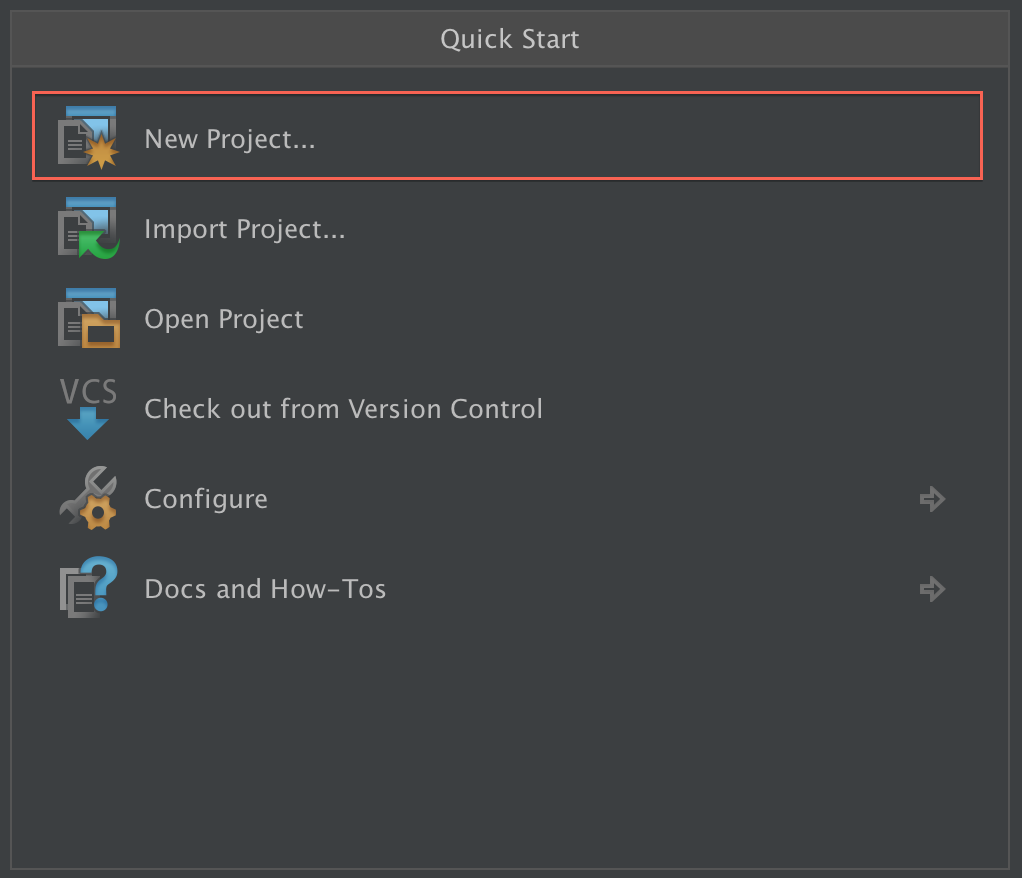 Quick Start
New Project...
Import Project...
Open Project
VCS
Check out from Version Control
Configure
Docs and How-Tos